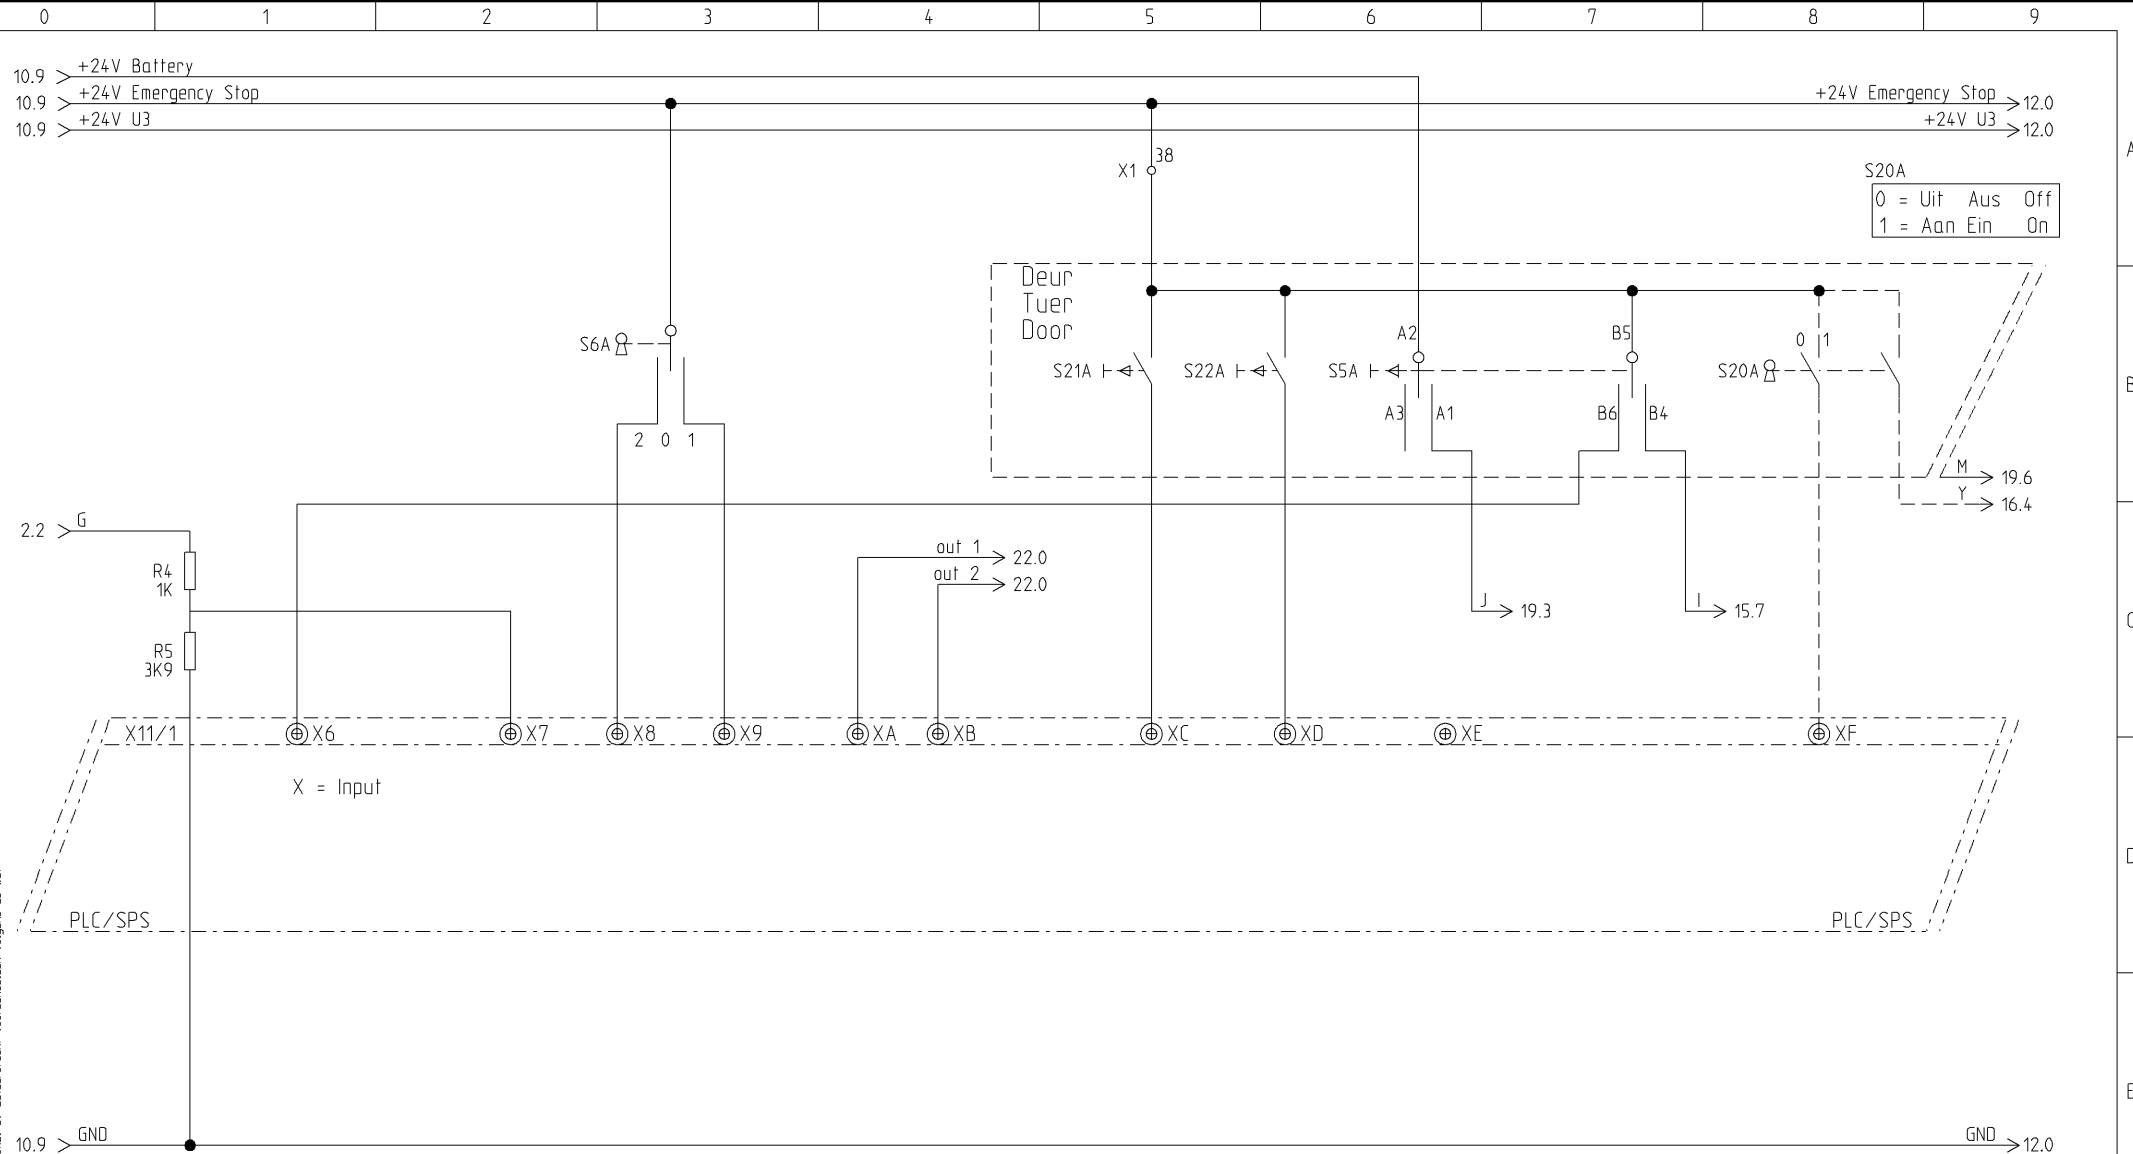 0 1 2 3 4 5 6 7 8 9
10.9 +24V Battery
10.9 +24V Emergency Stop
+24V Emergency Stop 12.0
10.9 +24V U3
+24V U3 12.0
A
38
X1
S20A
0 = Uit Aus Off
1 = Aan Ein On
Deur
Tuer
Door
A2
B5
0 1
S6A
S21A
S22A
S5A
S20A
B
A3 A1
B6 B4
2 0 1
M 19.6
Y 16.4
2.2 G
out 1 22.0
out 2 22.0
R4
1K
J 19.3
I 15.7
C
R5
3K9
X11/1 X6 X7 X8 X9 XA XB XC XD XE XF
X = Input
D
PLC/SPS
PLC/SPS
E
10.9 GND
GND 12.0